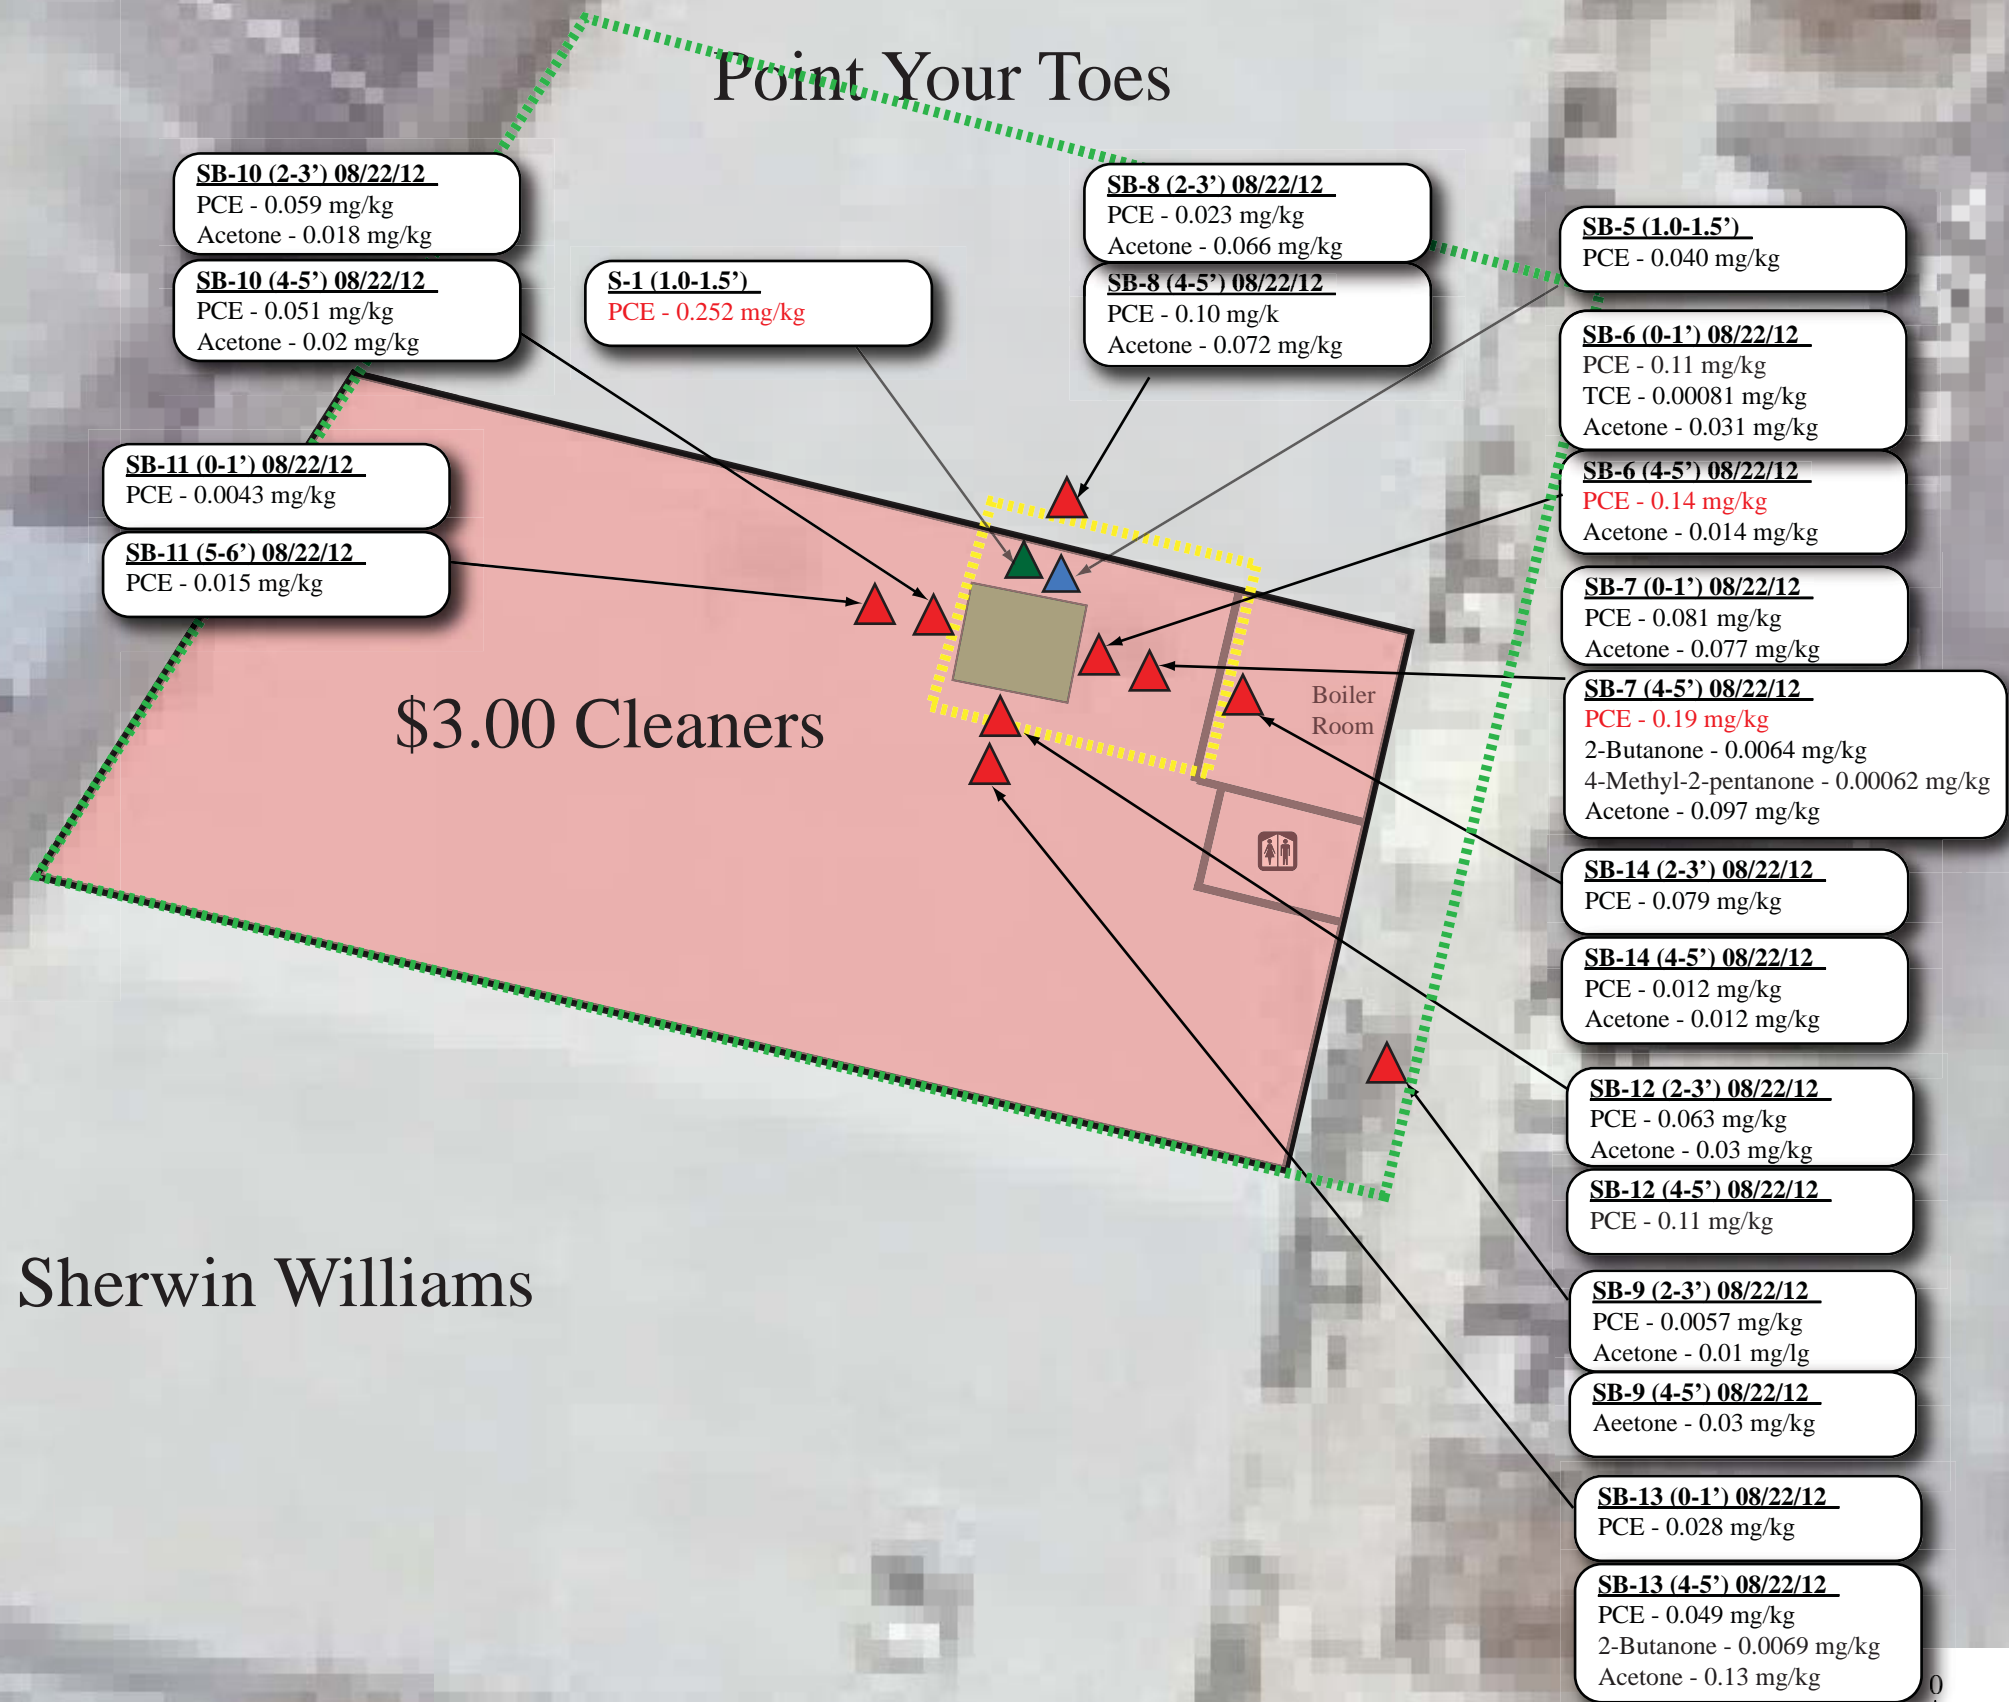 Point Your Toes
SB-10 (2-3’) 08/22/12
PCE - 0.059 mg/kg
Acetone - 0.018 mg/kg
SB-10 (4-5’) 08/22/12
PCE - 0.051 mg/kg
Acetone - 0.02 mg/kg
S-1 (1.0-1.5’)
PCE - 0.252 mg/kg
SB-8 (2-3’) 08/22/12
PCE - 0.023 mg/kg
Acetone - 0.066 mg/kg
SB-8 (4-5’) 08/22/12
PCE - 0.10 mg/k
Acetone - 0.072 mg/kg
SB-5 (1.0-1.5’)
PCE - 0.040 mg/kg
SB-6 (0-1’) 08/22/12
PCE - 0.11 mg/kg
TCE - 0.00081 mg/kg
Acetone - 0.031 mg/kg
SB-6 (4-5’) 08/22/12
PCE - 0.14 mg/kg
Acetone - 0.014 mg/kg
SB-11 (0-1’) 08/22/12
PCE - 0.0043 mg/kg
SB-11 (5-6’) 08/22/12
PCE - 0.015 mg/kg
SB-7 (0-1’) 08/22/12
PCE - 0.081 mg/kg
Acetone - 0.077 mg/kg
SB-7 (4-5’) 08/22/12
PCE - 0.19 mg/kg
2-Butanone - 0.0064 mg/kg
4-Methyl-2-pentanone - 0.00062 mg/kg
Acetone - 0.097 mg/kg
$3.00 Cleaners
Boiler
Room
SB-14 (2-3’) 08/22/12
PCE - 0.079 mg/kg
SB-14 (4-5’) 08/22/12
PCE - 0.012 mg/kg
Acetone - 0.012 mg/kg
SB-12 (2-3’) 08/22/12
PCE - 0.063 mg/kg
Acetone - 0.03 mg/kg
SB-12 (4-5’) 08/22/12
PCE - 0.11 mg/kg
Sherwin Williams
SB-9 (2-3’) 08/22/12
PCE - 0.0057 mg/kg
Acetone - 0.01 mg/lg
SB-9 (4-5’) 08/22/12
Aeetone - 0.03 mg/kg
SB-13 (0-1’) 08/22/12
PCE - 0.028 mg/kg
SB-13 (4-5’) 08/22/12
PCE - 0.049 mg/kg
2-Butanone - 0.0069 mg/kg
Acetone - 0.13 mg/kg
0